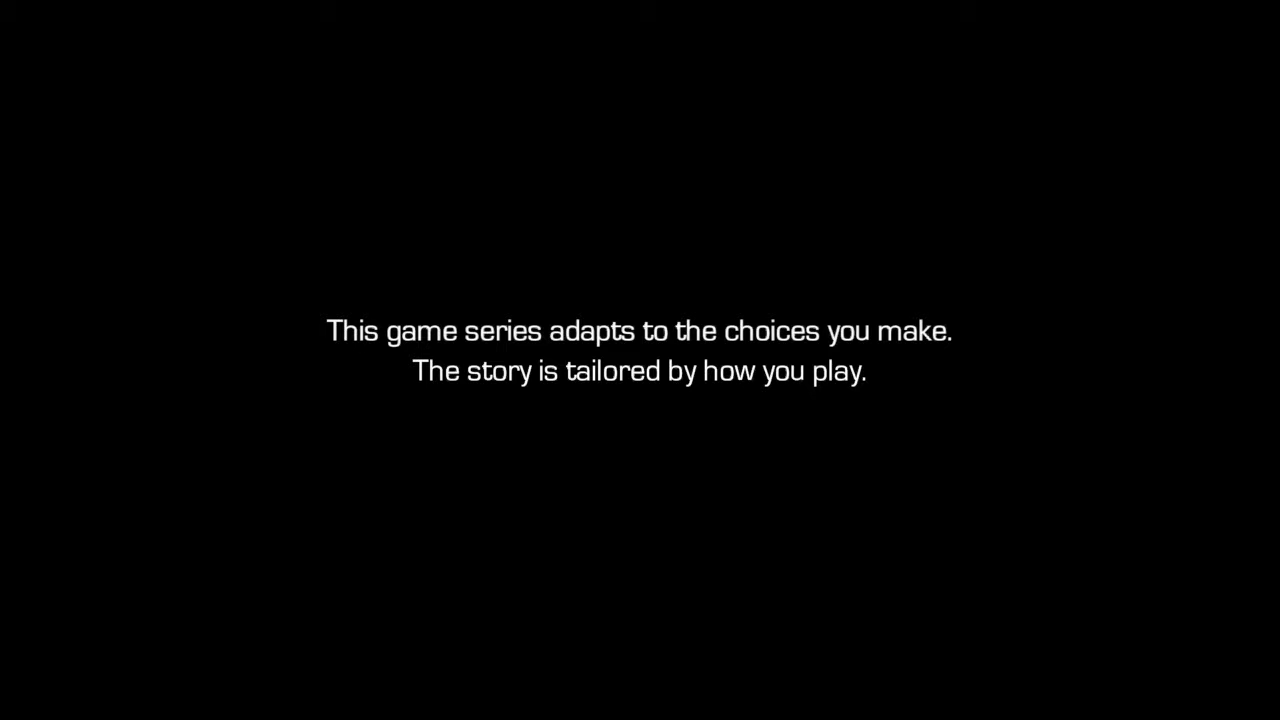 This game series adapts to the choices you make.
The story is tailored by how you play.